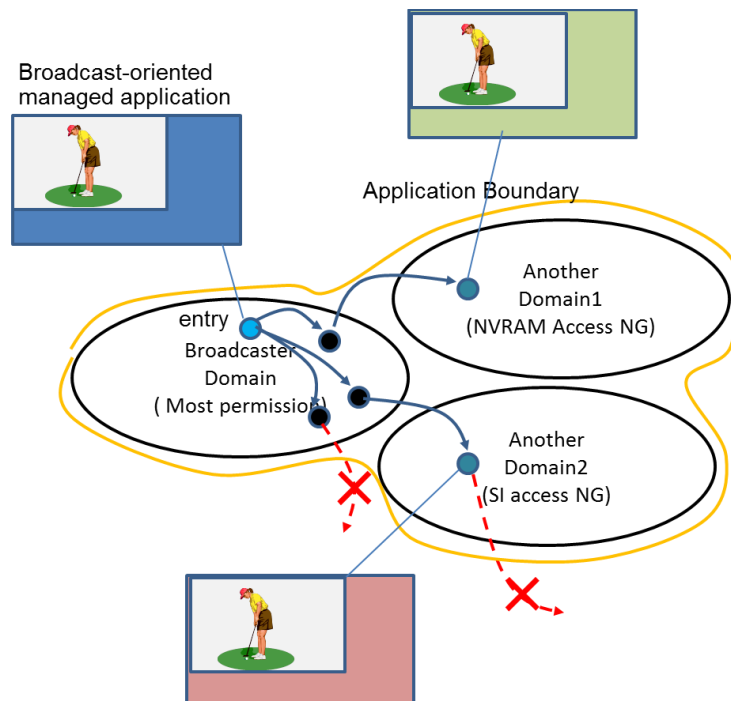 Broadcast-oriented
managed application
Application Boundary
entry
Broadcaster
Domain
( Most permission)
Another
Domain1
(NVRAM Access NG)
Another
Domain2
(SI access NG)